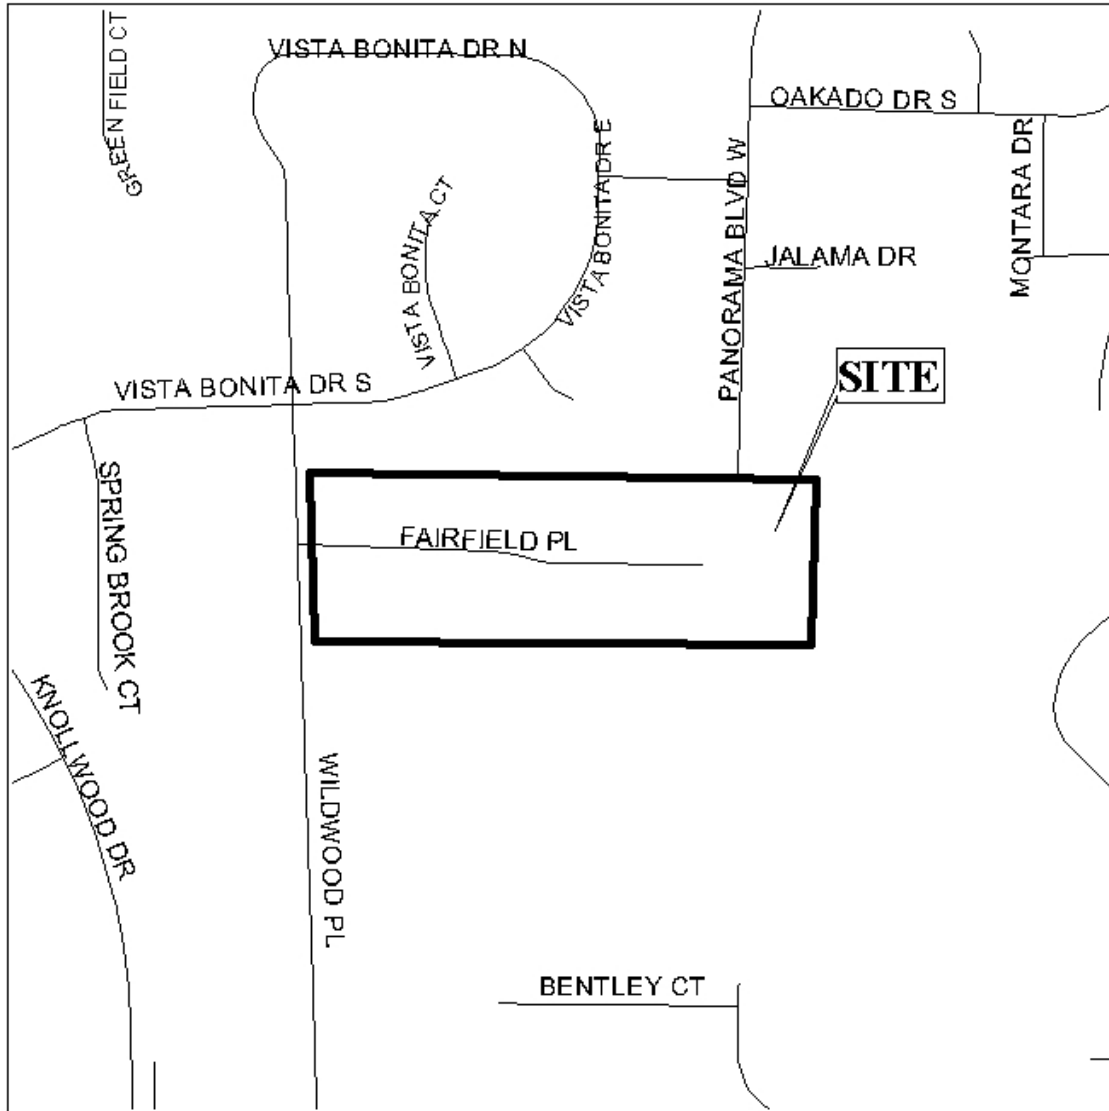 GREEN FIELD CT
VISTA BONITA DR N
OAKADO DR S
MONTARA DR
VISTA BONITA DR E
PANORAMA BLVD W
VISTA BONITA CT
JALAMA DR
SITE
VISTA BONITA DR S
SPRING BROOK CT
FAIRFIELD PL
KNOLLWOOD DR
WILDWOOD PL
BENTLEY CT